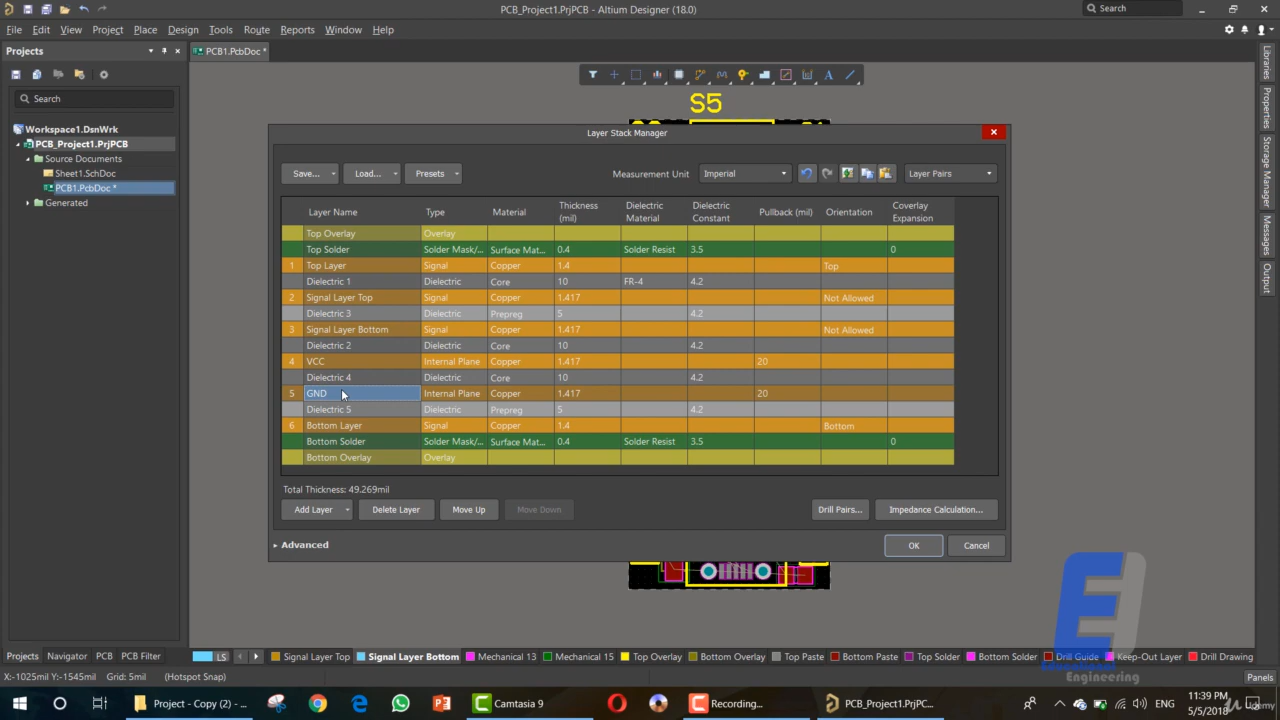 PCB_Project1.PrjPCB - Altium Designer (18.0)
Search
File Edit View Project Place Design Tools Route Reports Window Help
Projects
PCB1.PcbDoc *
Search
Workspace1.DsnWrk
PCB_Project1.PrjPCB
Source Documents
Sheet1.SchDoc
PCB1.PcbDoc *
Generated
S5
Layer Stack Manager
Save... Load... Presets Measurement Unit Imperial Layer Pairs
Layer Name Type Material Thickness (mil) Dielectric Material Dielectric Constant Pullback (mil) Orientation Coverlay Expansion
Top Overlay Overlay
Top Solder Solder Mask/... Surface Mat... 0.4 Solder Resist 3.5 0
1 Top Layer Signal Copper 1.4 Top
Dielectric 1 Dielectric Core 10 FR-4 4.2
2 Signal Layer Top Signal Copper 1.417 Not Allowed
Dielectric 3 Dielectric Prepreg 5 4.2
3 Signal Layer Bottom Signal Copper 1.417 Not Allowed
Dielectric 2 Dielectric Core 10 4.2
4 VCC Internal Plane Copper 1.417 20
Dielectric 4 Dielectric Core 10 4.2
5 GND Internal Plane Copper 1.417 20
Dielectric 5 Dielectric Prepreg 5 4.2
6 Bottom Layer Signal Copper 1.4 Bottom
Bottom Solder Solder Mask/... Surface Mat... 0.4 Solder Resist 3.5 0
Bottom Overlay Overlay
Total Thickness: 49.269mil
Add Layer Delete Layer Move Up Move Down Drill Pairs... Impedance Calculation...
Advanced OK Cancel
Libraries
Properties
Storage Manager
Messages
Output
Educational
Engineering
Projects Navigator PCB PCB Filter LS Signal Layer Top Signal Layer Bottom Mechanical 13 Mechanical 15 Top Overlay Bottom Overlay Top Paste Bottom Paste Top Solder Bottom Solder Drill Guide Keep-Out Layer Drill Drawing
X:-1025mil Y:-1545mil Grid: 5mil (Hotspot Snap) Panels
Project - Copy (2) - ... Camtasia 9 Recording... PCB_Project1.PrjPC... ENG 11:39 PM
5/5/2018
Udemy